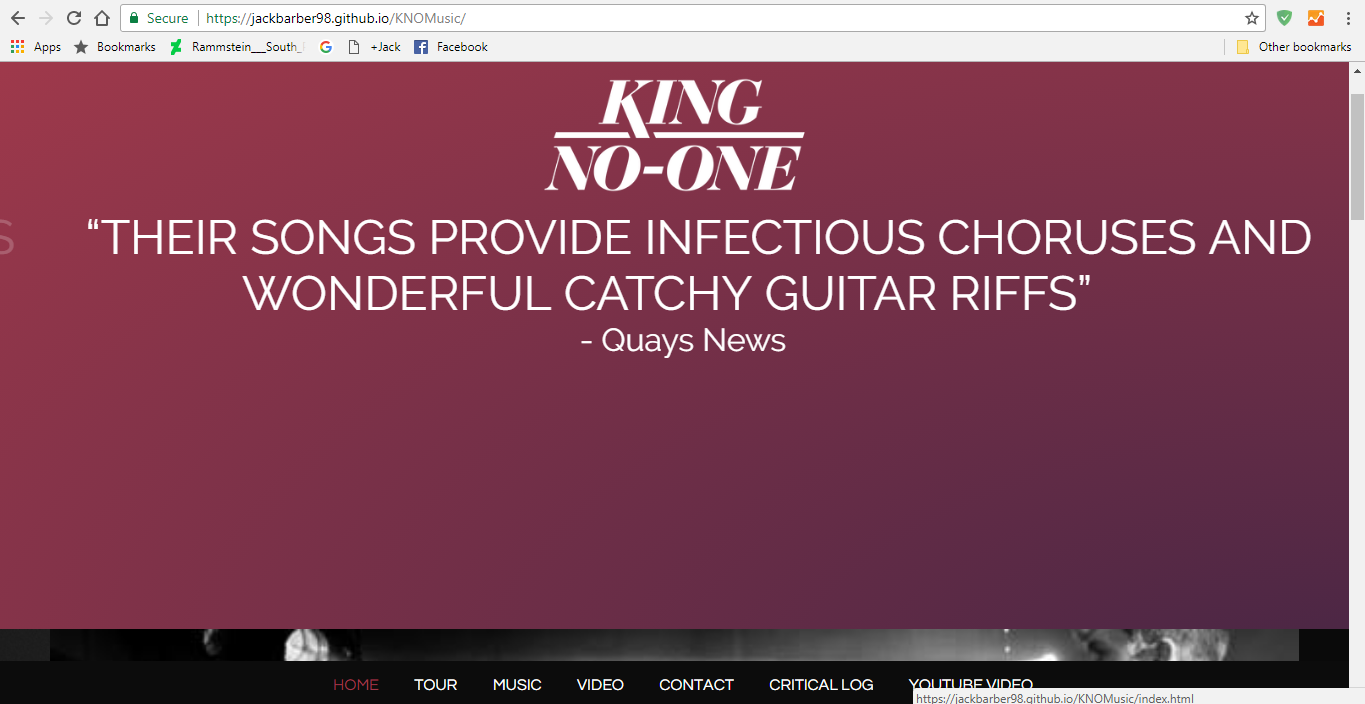 Secure https://jackbarber98.github.io/KNOMusic/
Apps Bookmarks Rammstein___South_ +Jack Facebook Other bookmarks
KING
NO-ONE
S “THEIR SONGS PROVIDE INFECTIOUS CHORUSES AND
WONDERFUL CATCHY GUITAR RIFFS”
- Quays News
HOME TOUR MUSIC VIDEO CONTACT CRITICAL LOG YOUTUBE VIDEO
https://jackbarber98.github.io/KNOMusic/index.html